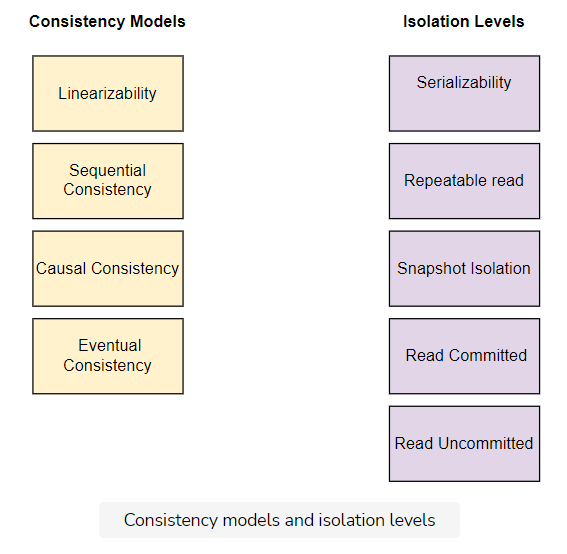 Consistency Models
Isolation Levels
Linearizability
Sequential
Consistency
Causal Consistency
Eventual
Consistency
Serializability
Repeatable read
Snapshot Isolation
Read Committed
Read Uncommitted
Consistency models and isolation levels